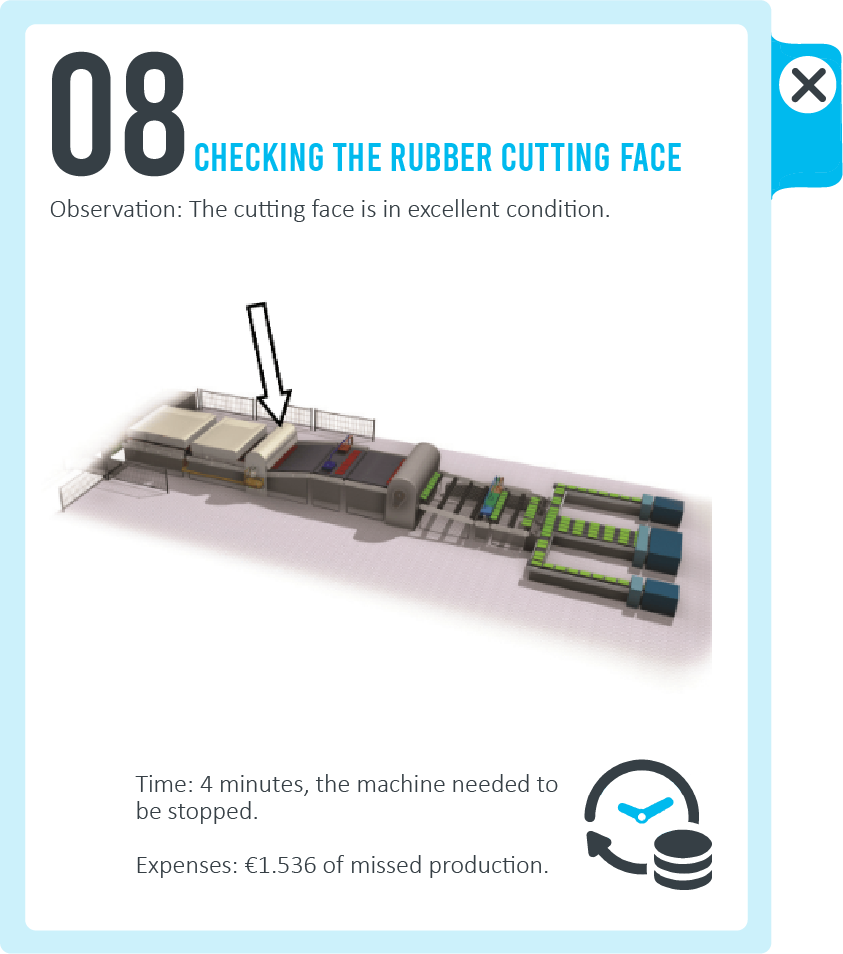 08
CHECKING THE RUBBER CUTTING FACE
Observation: The cutting face is in excellent condition.
Time: 4 minutes, the machine needed to
be stopped.
Expenses: €1.536 of missed production.